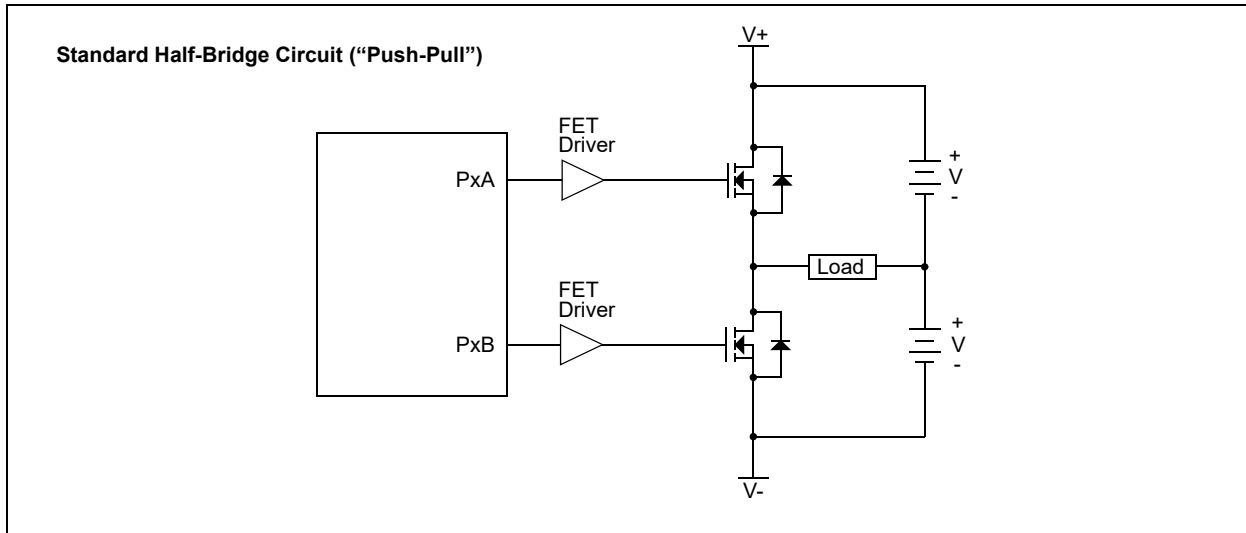 Standard Half-Bridge Circuit (“Push-Pull”)
V+
FET
Driver
PxA
+
V
-
Load
FET
Driver
PxB
+
V
-
V-